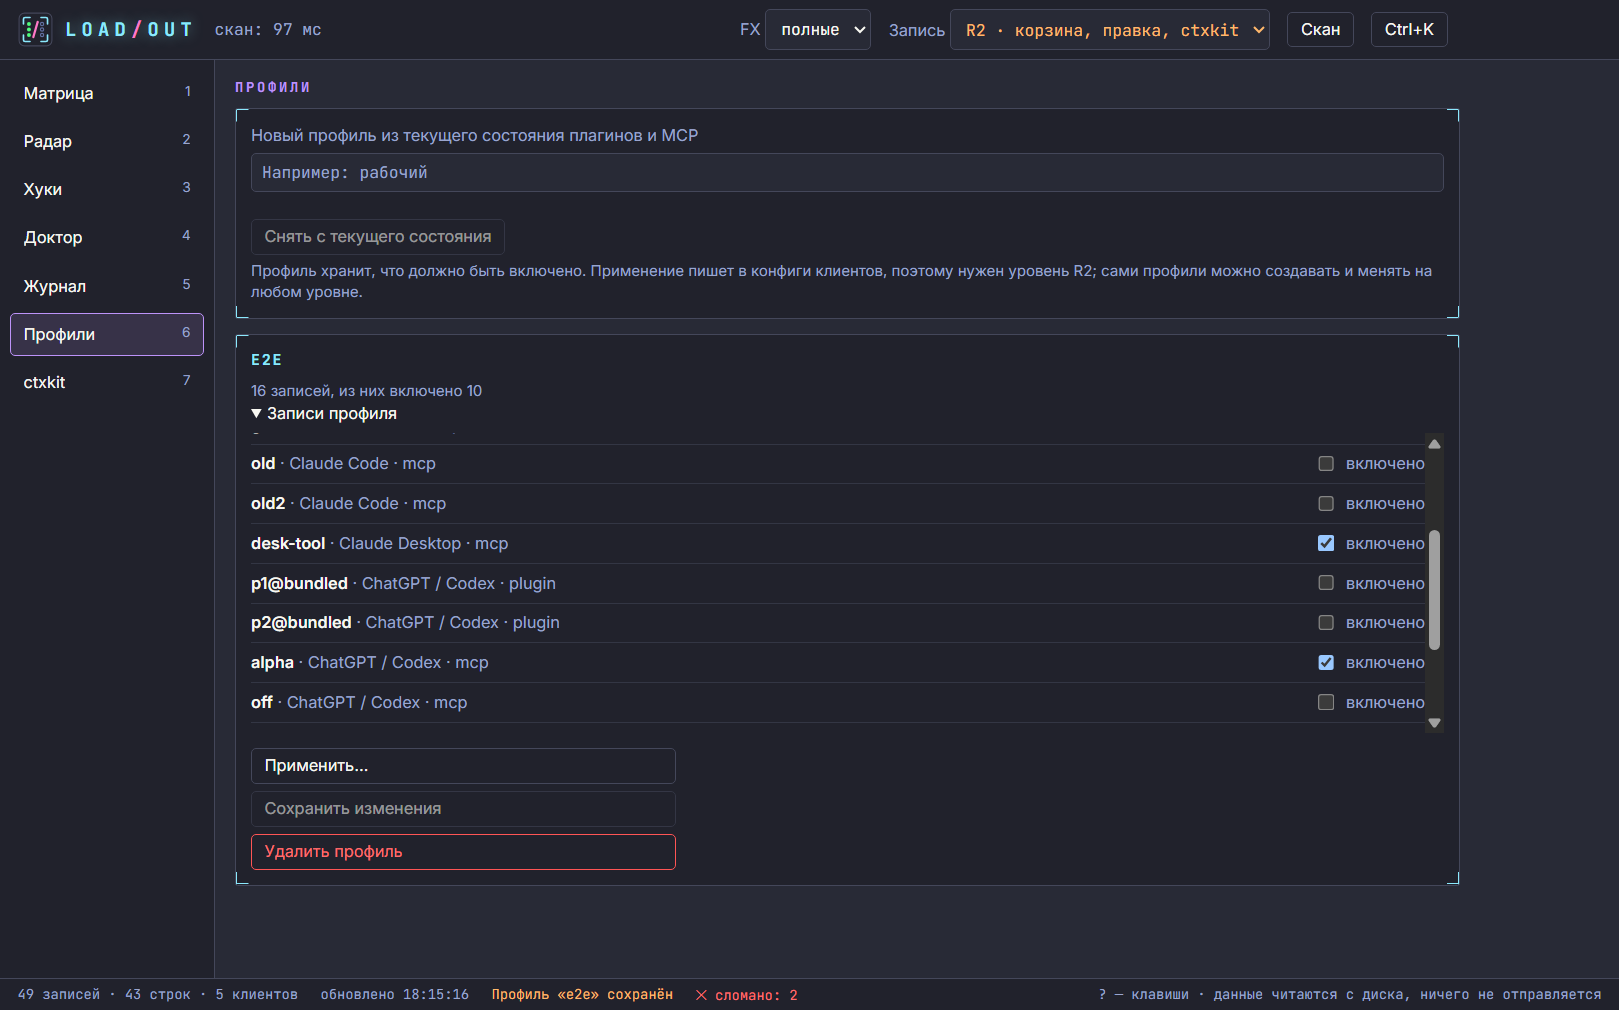 LOAD/OUT скан: 97 мс FX полные Запись R2 · корзина, правка, ctxkit Скан Ctrl+K
Матрица 1
Радар 2
Хуки 3
Доктор 4
Журнал 5
Профили 6
ctxkit 7
ПРОФИЛИ
Новый профиль из текущего состояния плагинов и MCP
Например: рабочий
Снять с текущего состояния
Профиль хранит, что должно быть включено. Применение пишет в конфиги клиентов, поэтому нужен уровень R2; сами профили можно создавать и менять на
любом уровне.
E2E
16 записей, из них включено 10
▼ Записи профиля
old · Claude Code · mcp включено
old2 · Claude Code · mcp включено
desk-tool · Claude Desktop · mcp включено
p1@bundled · ChatGPT / Codex · plugin включено
p2@bundled · ChatGPT / Codex · plugin включено
alpha · ChatGPT / Codex · mcp включено
off · ChatGPT / Codex · mcp включено
Применить...
Сохранить изменения
Удалить профиль
49 записей · 43 строк · 5 клиентов обновлено 18:15:16 Профиль «e2e» сохранён × сломано: 2 ? — клавиши · данные читаются с диска, ничего не отправляется